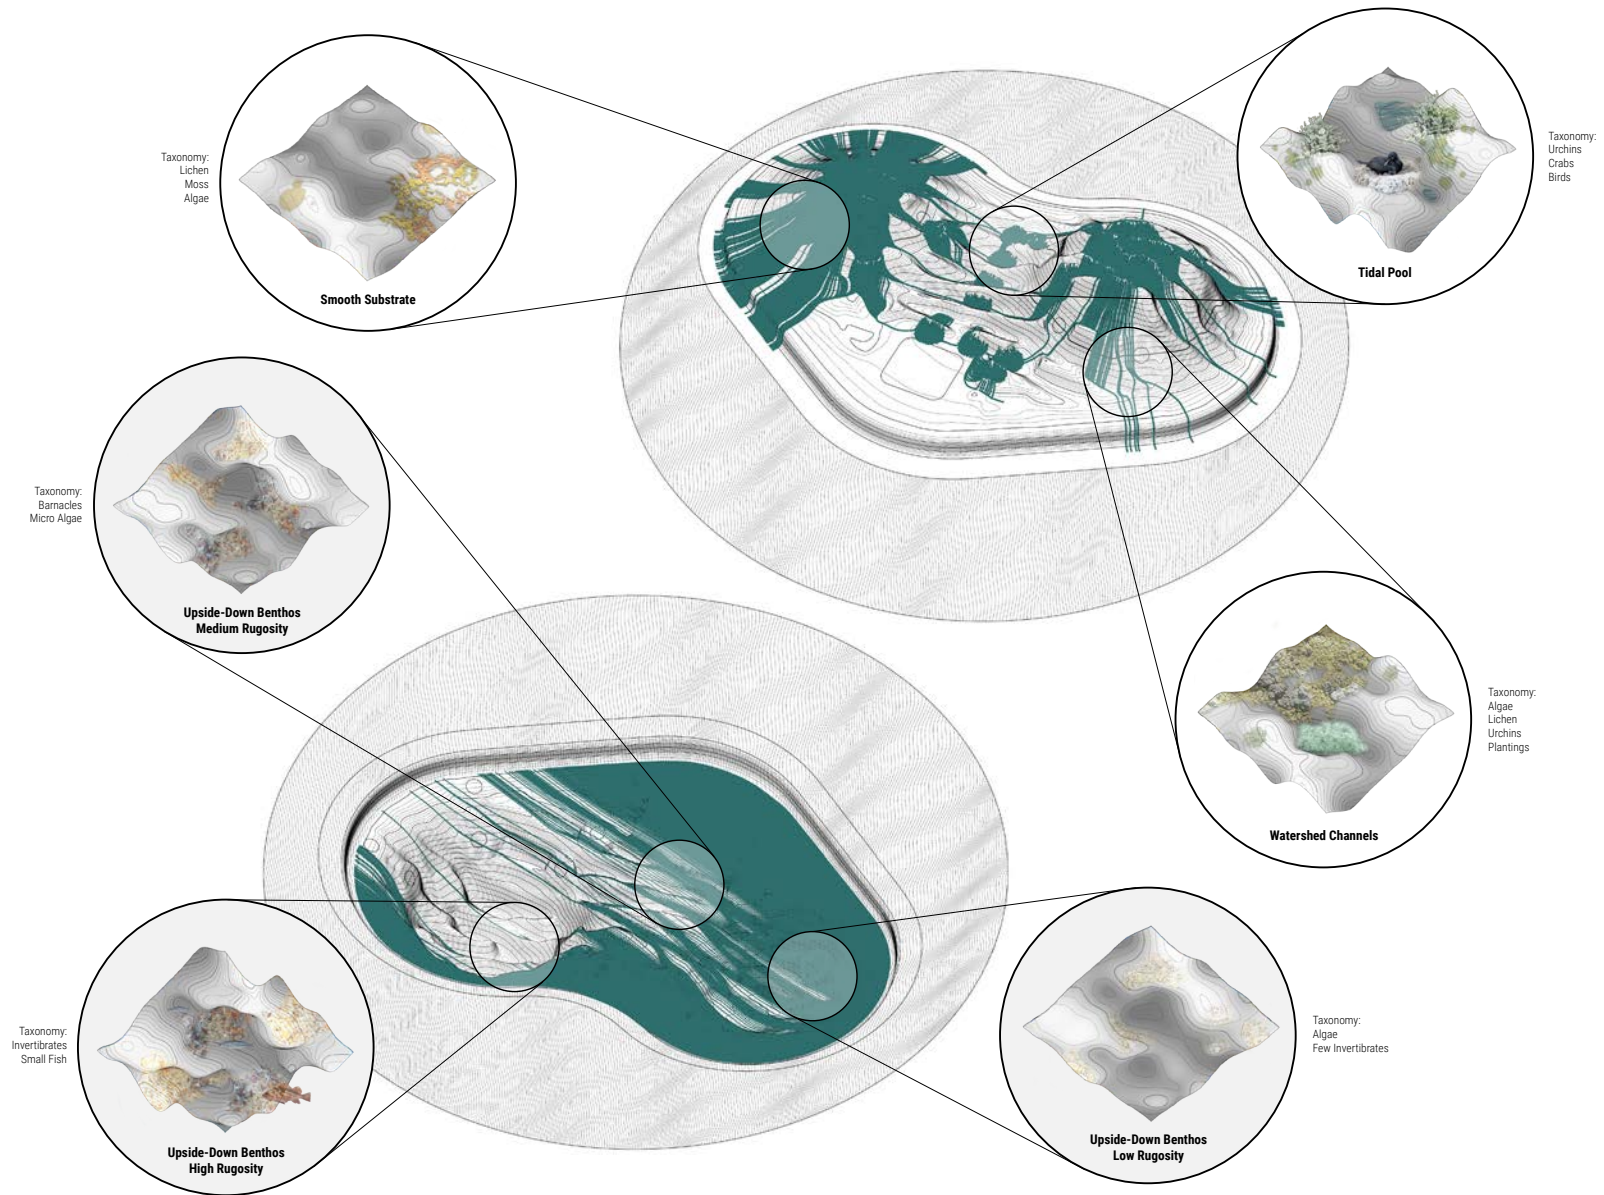 Taxonomy:
Lichen
Moss
Algae
Smooth Substrate
Taxonomy:
Urchins
Crabs
Birds
Tidal Pool
Taxonomy:
Barnacles
Micro Algae
Upside-Down Benthos
Medium Rugosity
Taxonomy:
Algae
Lichen
Urchins
Plantings
Watershed Channels
Taxonomy:
Invertibrates
Small Fish
Upside-Down Benthos
High Rugosity
Taxonomy:
Algae
Few Invertibrates
Upside-Down Benthos
Low Rugosity